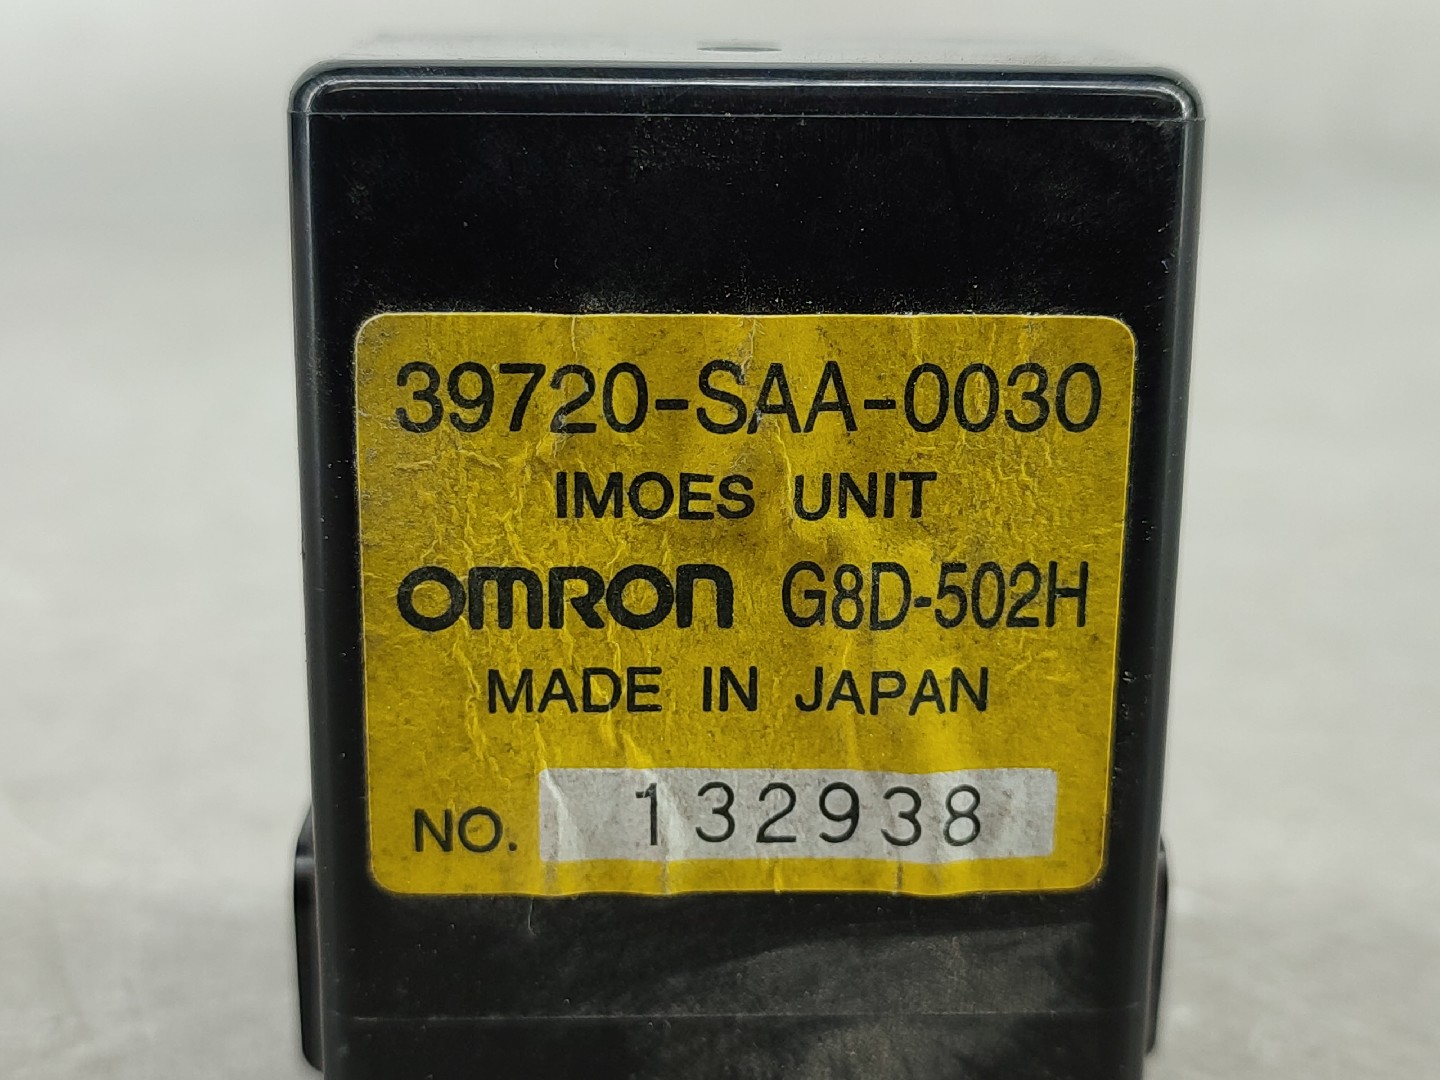 39720-SAA-0030
IMOES UNIT
OMRON G8D-502H
MADE IN JAPAN
NO. 132938